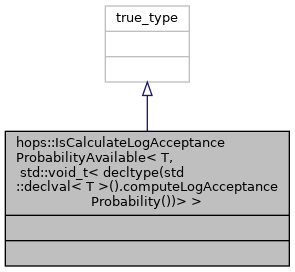 true_type
hops::IsCalculateLogAcceptance
ProbabilityAvailable< T,
std::void_t< decltype(std
::declval< T >().computeLogAcceptance
Probability())> >